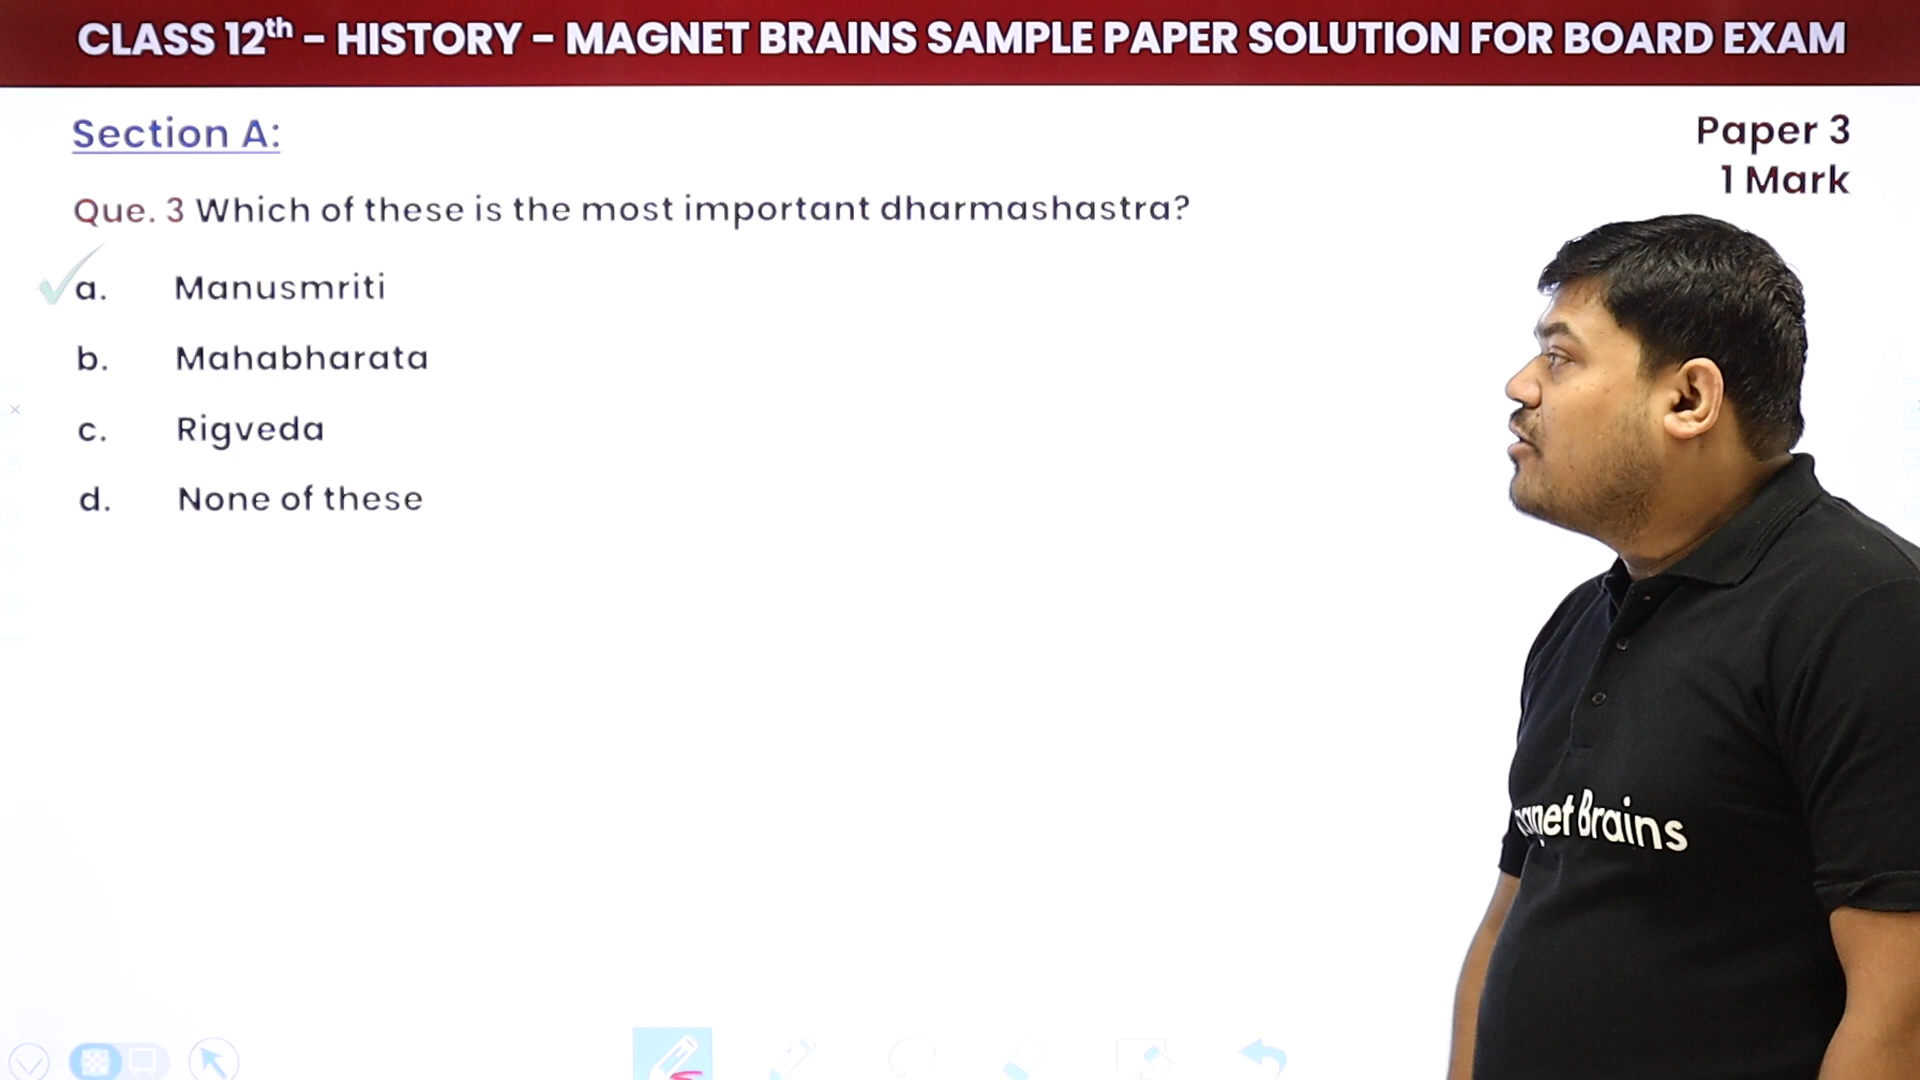 CLASS 12th - HISTORY - MAGNET BRAINS SAMPLE PAPER SOLUTION FOR BOARD EXAM
Section A:
Paper 3
1 Mark
Que. 3 Which of these is the most important dharmashastra?
a. Manusmriti
b. Mahabharata
c. Rigveda
d. None of these
Brains